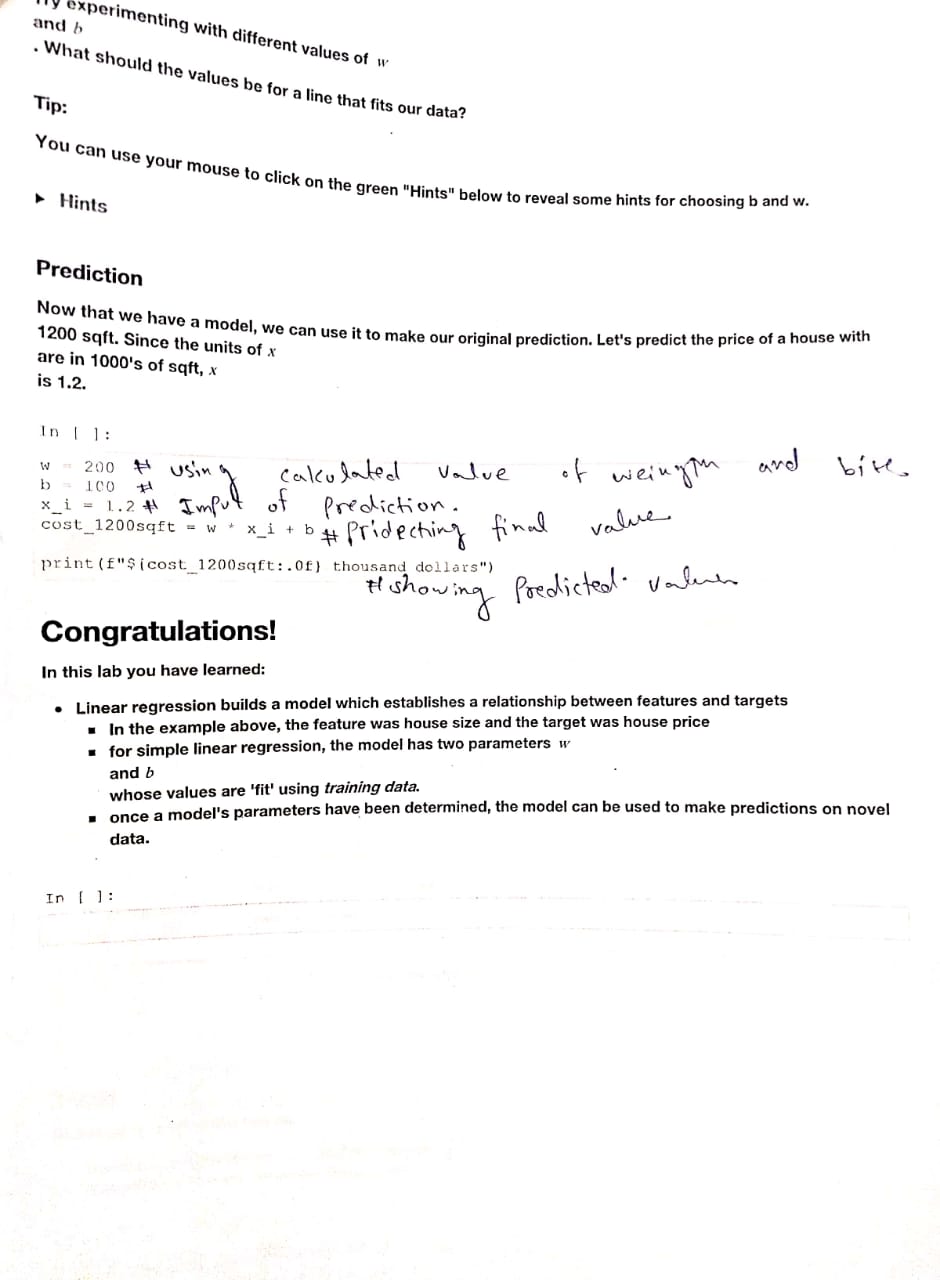 Try experimenting with different values of w
and b
. What should the values be for a line that fits our data?
Tip:
You can use your mouse to click on the green "Hints" below to reveal some hints for choosing b and w.
► Hints
Prediction
Now that we have a model, we can use it to make our original prediction. Let's predict the price of a house with
1200 sqft. Since the units of x
are in 1000's of sqft, x
is 1.2.
In [ ]:
w = 200 # using calculated value of and
b = 100 #
x_i = 1.2 # Imput of Prediction.
cost_1200sqft = w * x_i + b # Pridecting final value
print(f"${cost_1200sqft:.0f} thousand dollars")
# showing Predicted
Congratulations!
In this lab you have learned:
• Linear regression builds a model which establishes a relationship between features and targets
▪ In the example above, the feature was house size and the target was house price
▪ for simple linear regression, the model has two parameters w
and b
whose values are 'fit' using training data.
▪ once a model's parameters have been determined, the model can be used to make predictions on novel
data.
In [ ]: